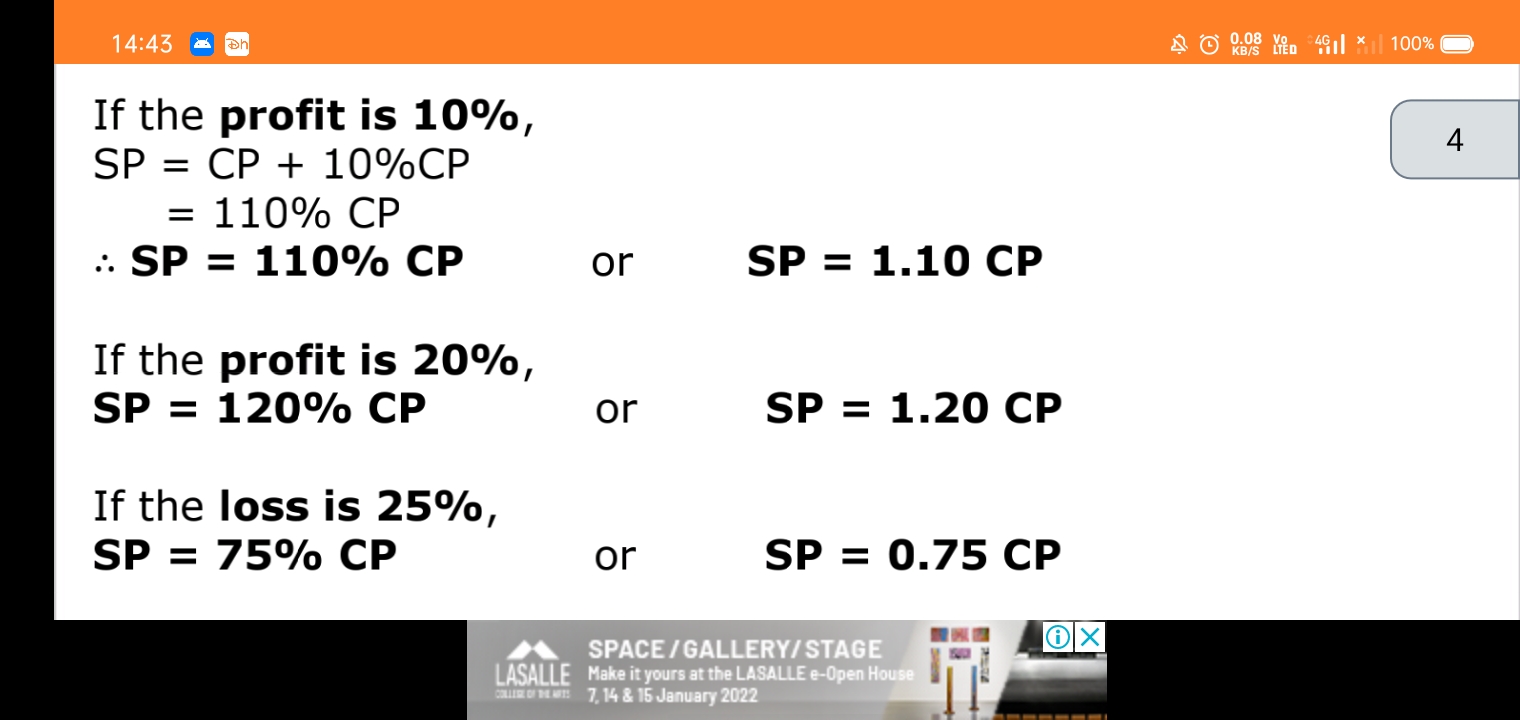 14:43 Dh 0.08 KB/S Vo LTE 4G x 100%
If the profit is 10%,
4
SP = CP + 10%CP
= 110% CP
∴ SP = 110% CP or SP = 1.10 CP
If the profit is 20%,
SP = 120% CP or SP = 1.20 CP
If the loss is 25%,
SP = 75% CP or SP = 0.75 CP
LASALLE
COLLEGE OF THE ARTS
SPACE/GALLERY/STAGE
Make it yours at the LASALLE e-Open House
7, 14 & 15 January 2022